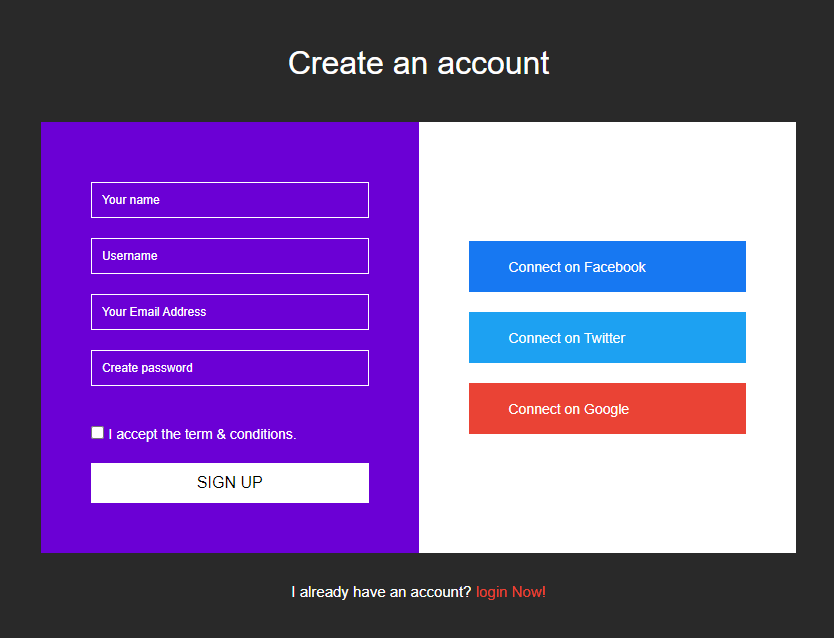 Create an account
Your name
Username
Your Email Address
Create password
I accept the term & conditions.
SIGN UP
Connect on Facebook
Connect on Twitter
Connect on Google
I already have an account? login Now!